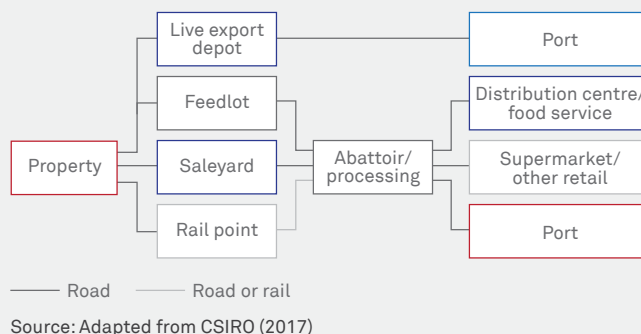 Live export
depot
Port
Feedlot
Distribution centre/
food service
Property
Saleyard
Abattoir/
processing
Supermarket/
other retail
Rail point
Port
Road
Road or rail
Source: Adapted from CSIRO (2017)